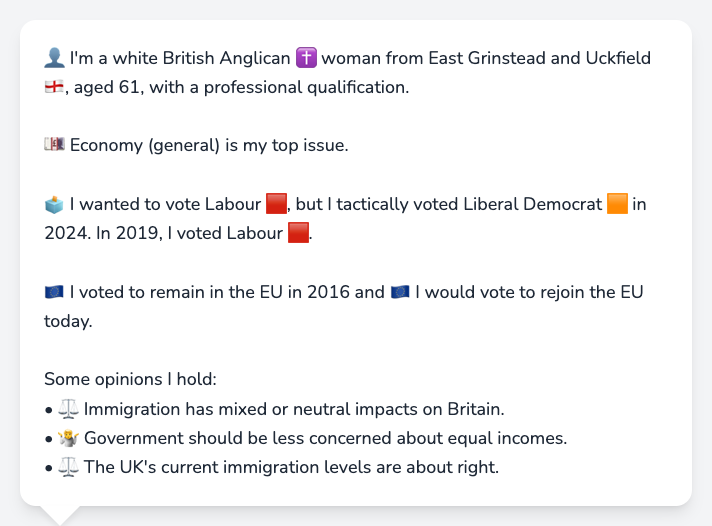 👤 I'm a white British Anglican ✝️ woman from East Grinstead and Uckfield
🏴󠁧󠁢󠁥󠁮󠁧󠁿, aged 61, with a professional qualification.
💷 Economy (general) is my top issue.
🗳️ I wanted to vote Labour 🟥, but I tactically voted Liberal Democrat 🟧 in
2024. In 2019, I voted Labour 🟥.
🇪🇺 I voted to remain in the EU in 2016 and 🇪🇺 I would vote to rejoin the EU
today.
Some opinions I hold:
• ⚖️ Immigration has mixed or neutral impacts on Britain.
• 🤷 Government should be less concerned about equal incomes.
• ⚖️ The UK's current immigration levels are about right.